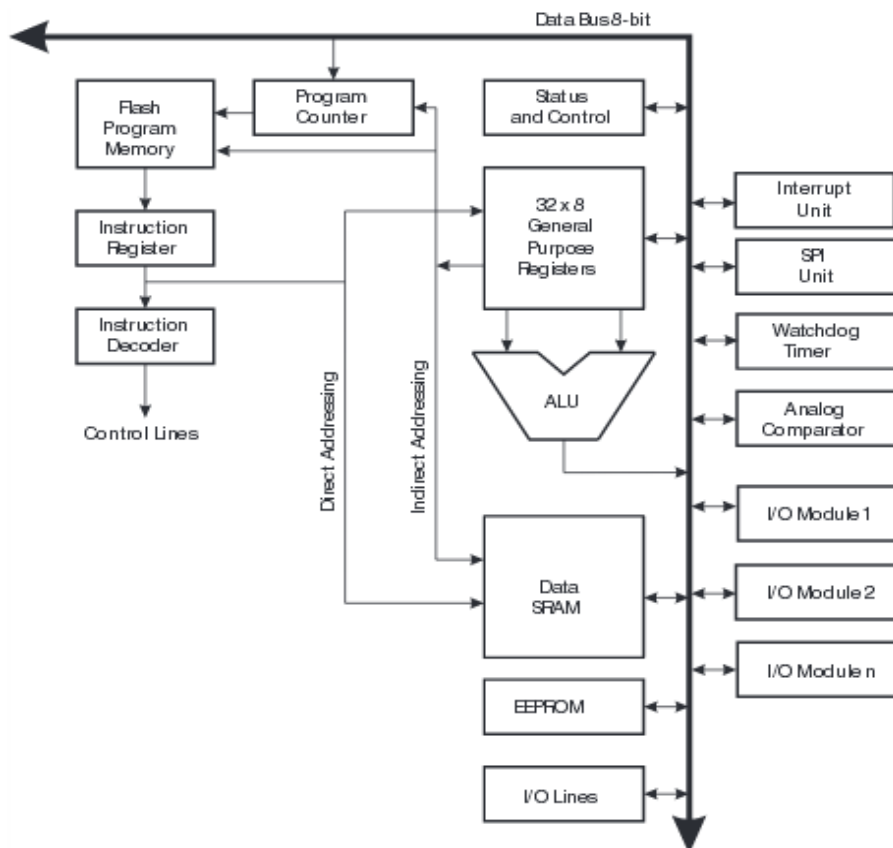 Data Bus 8-bit
Flash
Program
Memory
Program
Counter
Status
and Control
32 x 8
General
Purpose
Registers
Interrupt
Unit
Instruction
Register
SPI
Unit
Instruction
Decoder
Watchdog
Timer
Control Lines
Direct Addressing
Indirect Addressing
ALU
Analog
Comparator
I/O Module 1
Data
SRAM
I/O Module 2
I/O Module n
EEPROM
I/O Lines